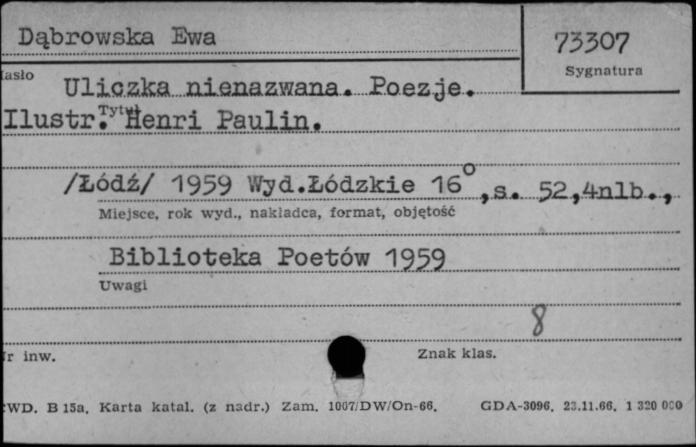 Dąbrowska Ewa
73307
Sygnatura
Uliczka nienazwana. Poezje.
Tytuł
Ilustr. Henri Paulin.
/Łódź/ 1959 Wyd.Łódzkie 16°,s. 52,4nlb.,
Miejsce, rok wyd., nakładca, format, objętość
Biblioteka Poetów 1959
Uwagi
8
inw.
Znak klas.
WD. B 15a. Karta katal. (z nadr.) Zam. 1007/DW/On-66. GDA-3096. 23.11.66. 1 320 000